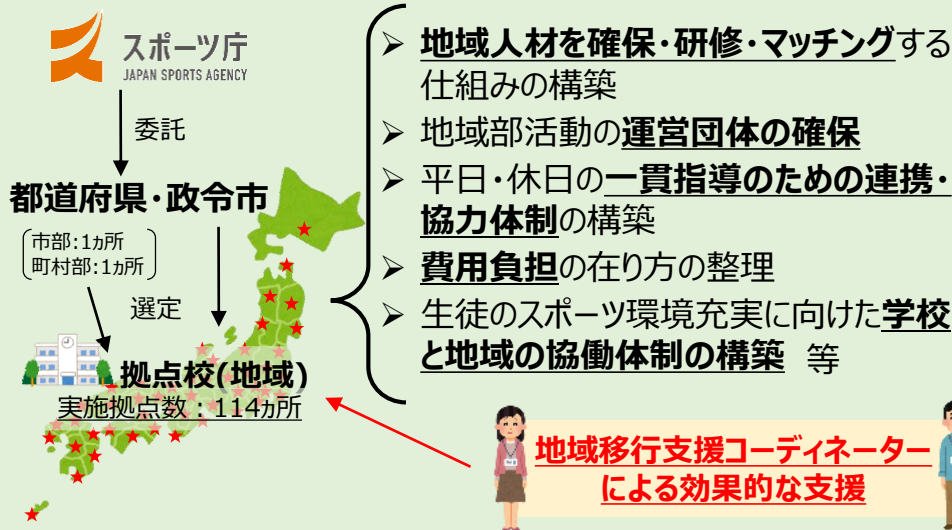 スポーツ庁
JAPAN SPORTS AGENCY
委託
都道府県・政令市
市部:1ヵ所
町村部:1ヵ所
選定
拠点校(地域)
実施拠点数：114ヵ所
➢ 地域人材を確保・研修・マッチングする
仕組みの構築
➢ 地域部活動の運営団体の確保
➢ 平日・休日の一貫指導のための連携・
協力体制の構築
➢ 費用負担の在り方の整理
➢ 生徒のスポーツ環境充実に向けた学校
と地域の協働体制の構築 等
地域移行支援コーディネーター
による効果的な支援